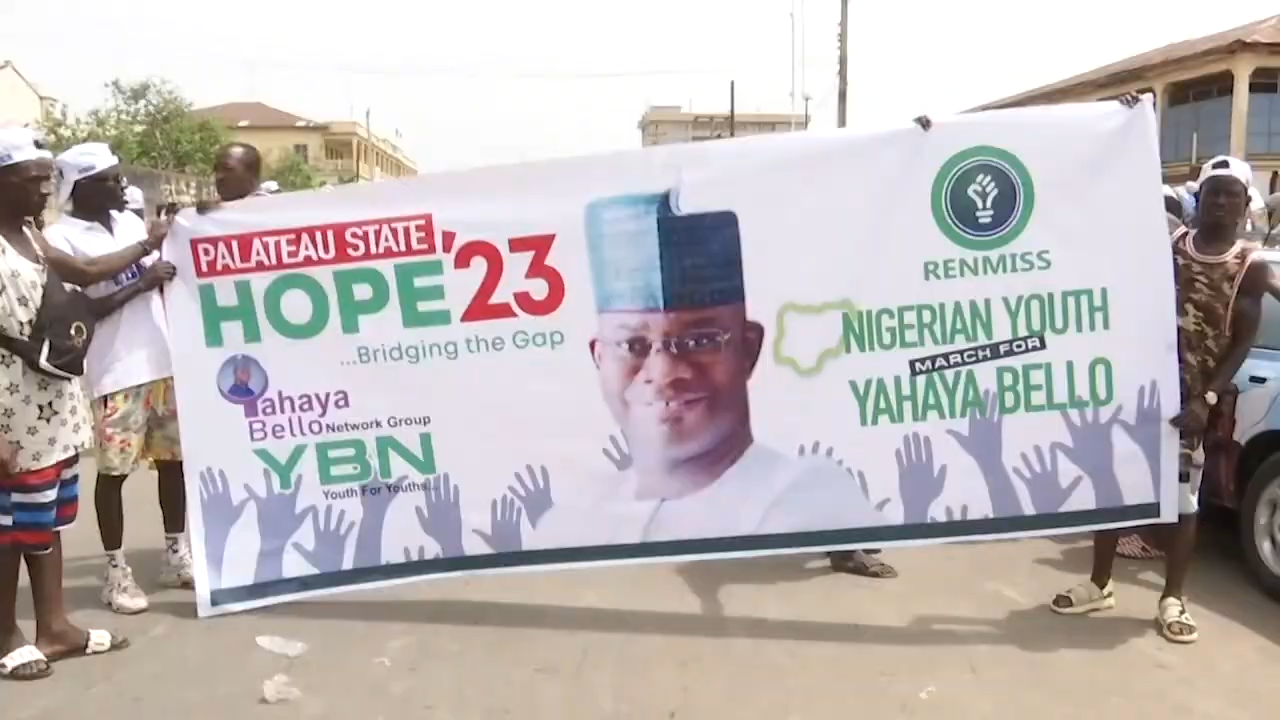 PALATEAU STATE
HOPE'23
...Bridging the Gap
Yahaya
Bello Network Group
YBN
Youth For Youths...
RENMISS
NIGERIAN YOUTH
MARCH FOR
YAHAYA BELLO